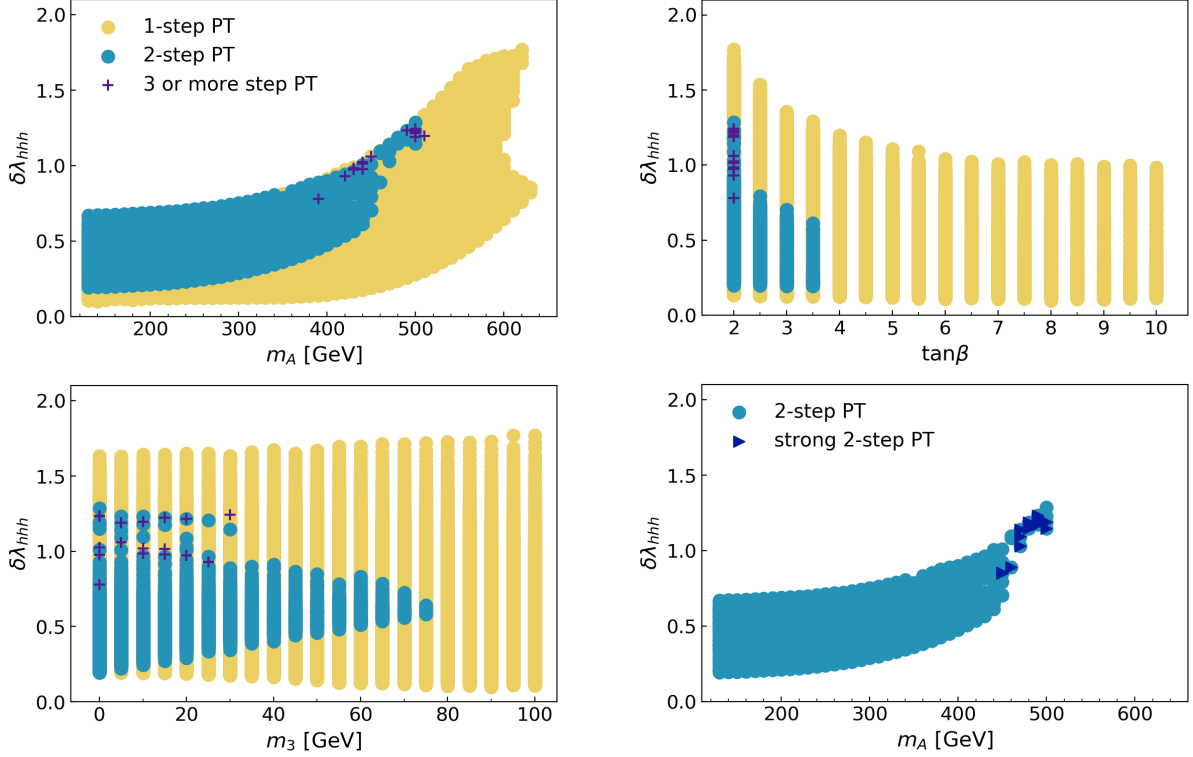 2.0
1.5
1.0
0.5
0.0
δλhhh
1-step PT
2-step PT
3 or more step PT
200 300 400 500 600
mA [GeV]
2.0
1.5
1.0
0.5
0.0
δλhhh
2 3 4 5 6 7 8 9 10
tanβ
2.0
1.5
1.0
0.5
0.0
δλhhh
0 20 40 60 80 100
m3 [GeV]
2.0
1.5
1.0
0.5
0.0
δλhhh
2-step PT
strong 2-step PT
200 300 400 500 600
mA [GeV]